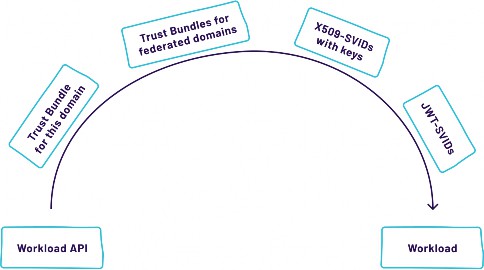 Trust Bundle
for this domain
Trust Bundles for
federated domains
X509-SVIDs
with keys
JWT-SVIDs
Workload API
Workload